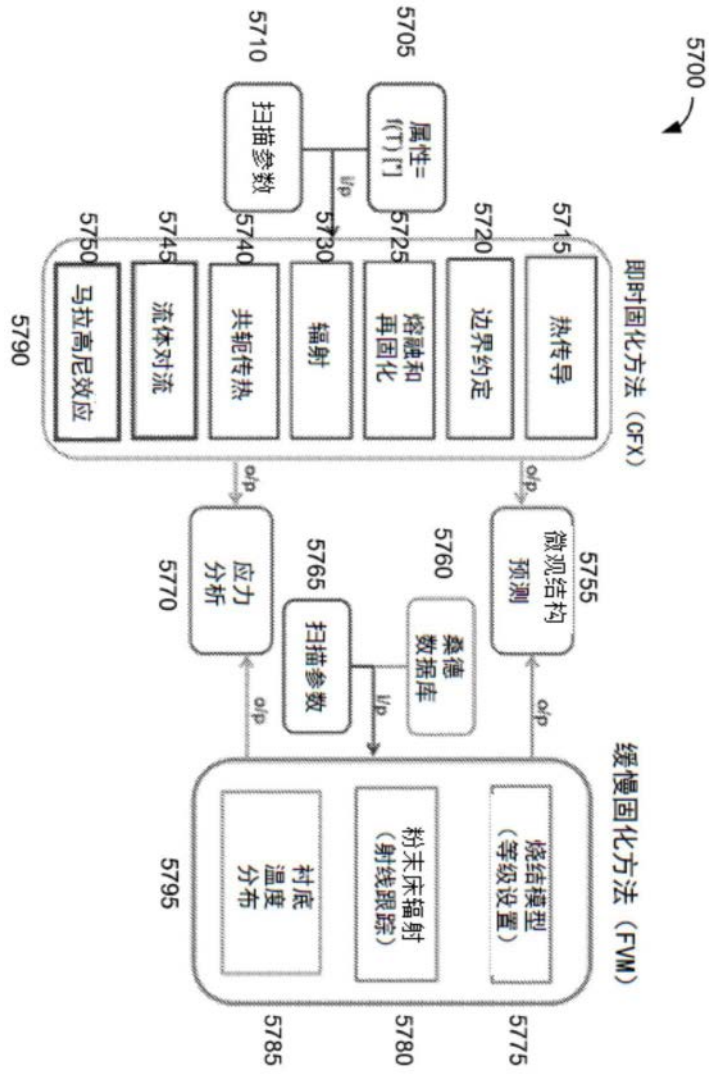 5700
即时固化方法（CFX）
缓慢固化方法（FVM）
5705
属性=
f(T) [*]
5710
扫描参数
i/p
5715
热传导
5720
边界约定
5725
熔融和
再固化
5730
辐射
5740
共轭传热
5745
流体对流
5750
马拉高尼效应
5790
o/p
o/p
5755
微观结构
预测
5760
桑德
数据库
5765
扫描参数
i/p
应力
分析
5770
o/p
o/p
烧结模型
（等级设置）
5775
粉末床辐射
（射线跟踪）
5780
衬底
温度
分布
5785
5795